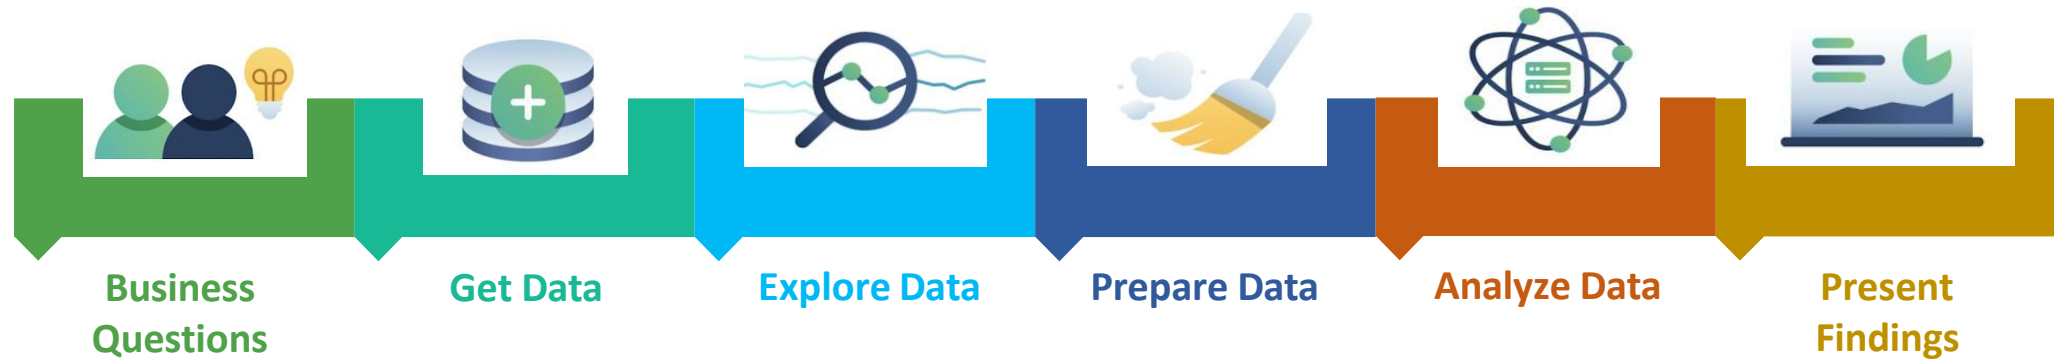 Business
Questions
Get Data
Explore Data
Prepare Data
Analyze Data
Present
Findings